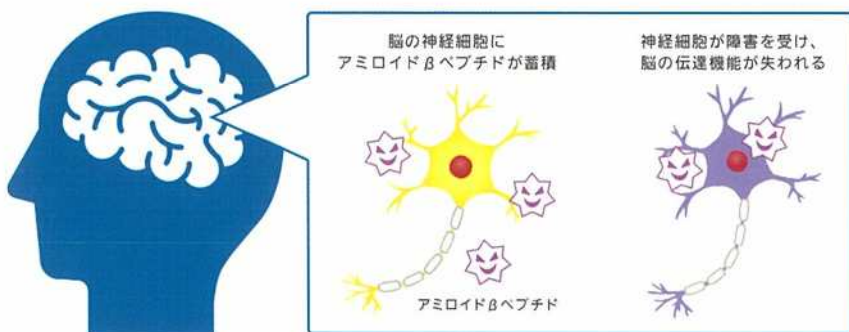 脳の神経細胞に
アミロイドβペプチドが蓄積
神経細胞が障害を受け、
脳の伝達機能が失われる
アミロイドβペプチド